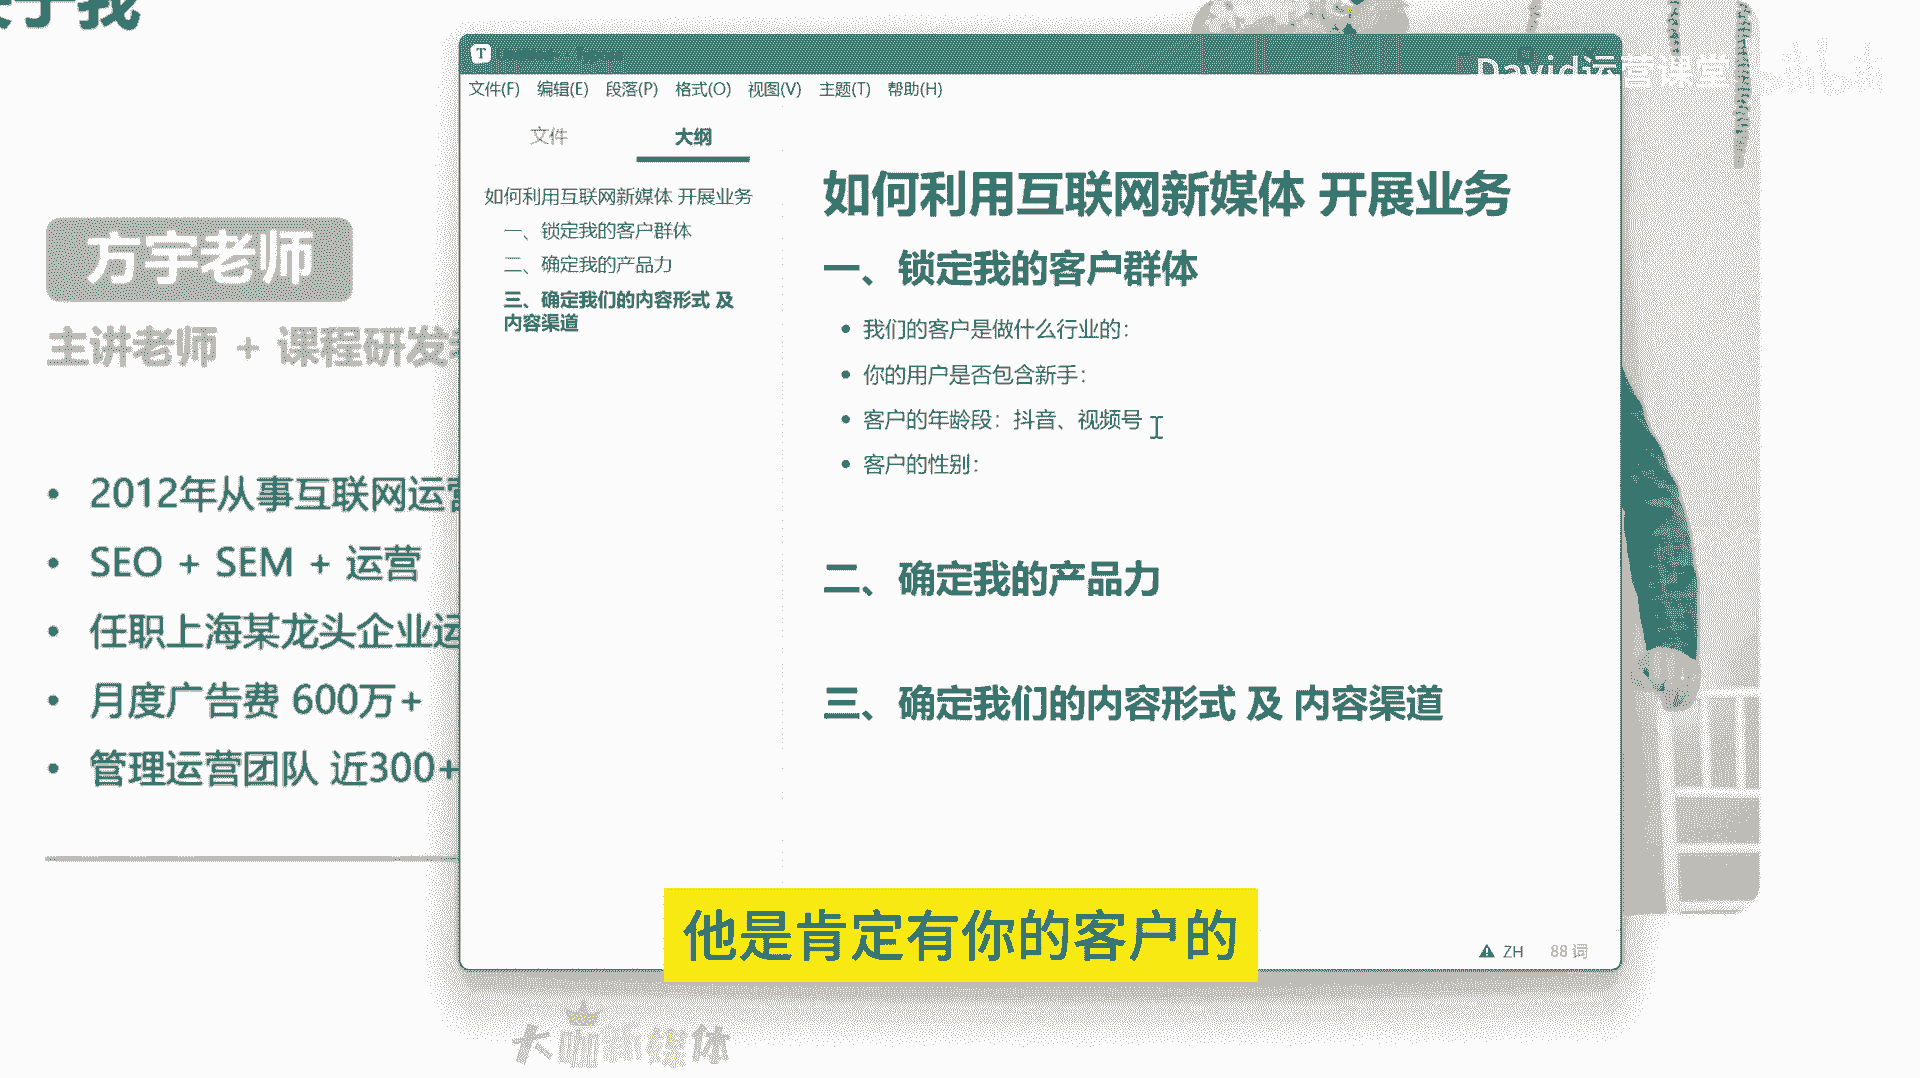 于我
David运营课堂
bilibili
方宇老师
主讲老师 + 课程研发
2012年从事互联网运营
SEO + SEM + 运营
任职上海某龙头企业运
月度广告费 600万+
管理运营团队 近300+
T
文件(F) 编辑(E) 段落(P) 格式(O) 视图(V) 主题(T) 帮助(H)
文件 大纲
如何利用互联网新媒体 开展业务
一、锁定我的客户群体
二、确定我的产品力
三、确定我们的内容形式 及
内容渠道
如何利用互联网新媒体 开展业务
一、锁定我的客户群体
我们的客户是做什么行业的：
你的用户是否包含新手：
客户的年龄段：抖音、视频号
客户的性别：
二、确定我的产品力
三、确定我们的内容形式 及 内容渠道
ZH 88 词
他是肯定有你的客户的
大咖新媒体